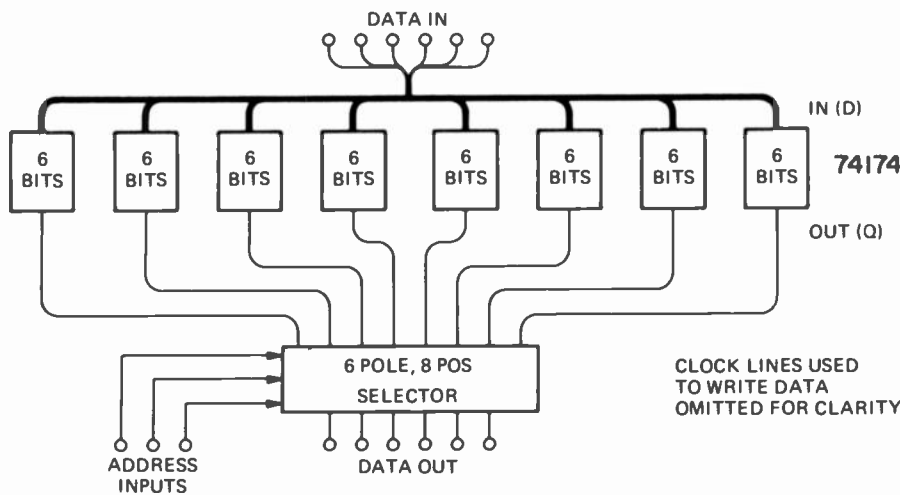 DATA IN
IN (D)
6
BITS
6
BITS
6
BITS
6
BITS
6
BITS
6
BITS
6
BITS
6
BITS
74174
OUT (Q)
6 POLE, 8 POS
SELECTOR
CLOCK LINES USED
TO WRITE DATA
OMITTED FOR CLARITY
ADDRESS
INPUTS
DATA OUT